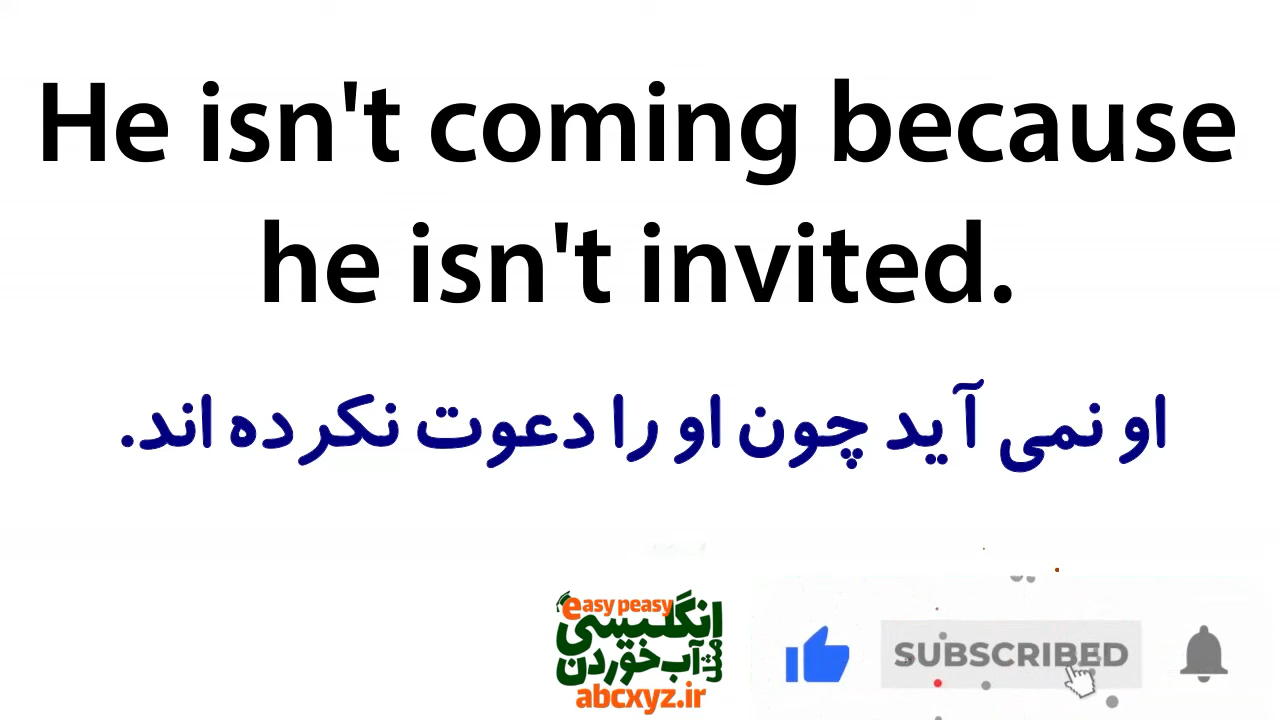 He isn't coming because
he isn't invited.
او نمی آید چون او را دعوت نکرده اند.
easy peasy
انگلیسی
مثل آب خوردن
abcxyz.ir
SUBSCRIBED